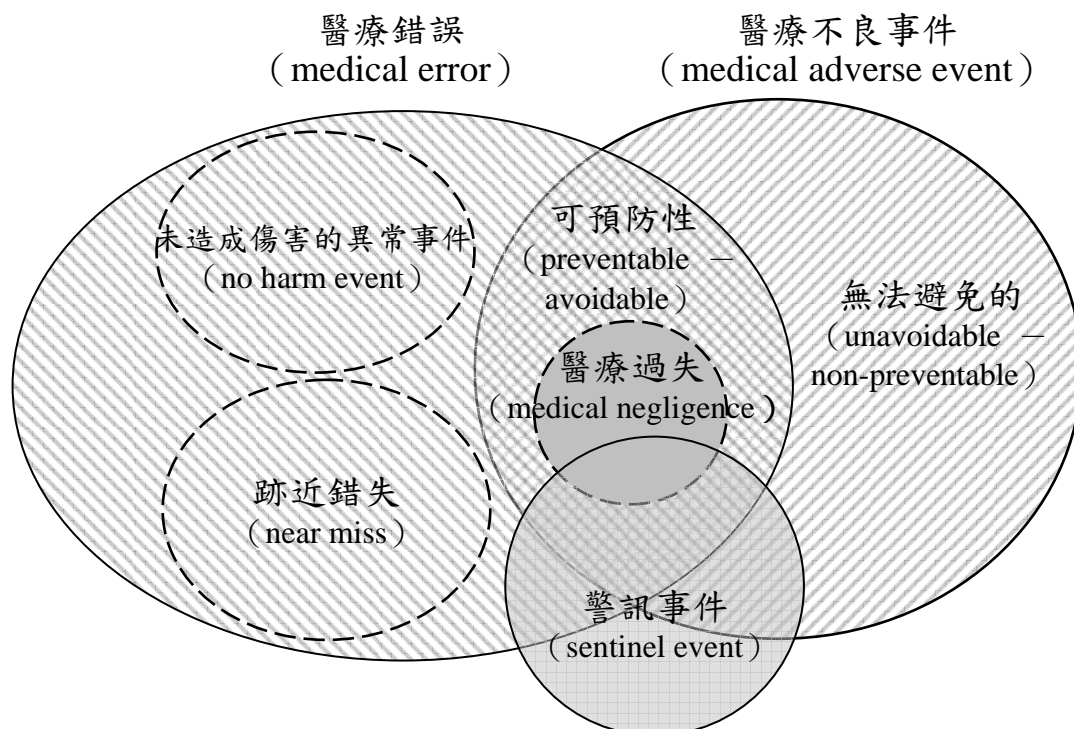 醫療錯誤
（medical error）
醫療不良事件
（medical adverse event）
未造成傷害的異常事件
（no harm event）
可預防性
（preventable －
avoidable）
無法避免的
（unavoidable －
non-preventable）
醫療過失
（medical negligence）
跡近錯失
（near miss）
警訊事件
（sentinel event）